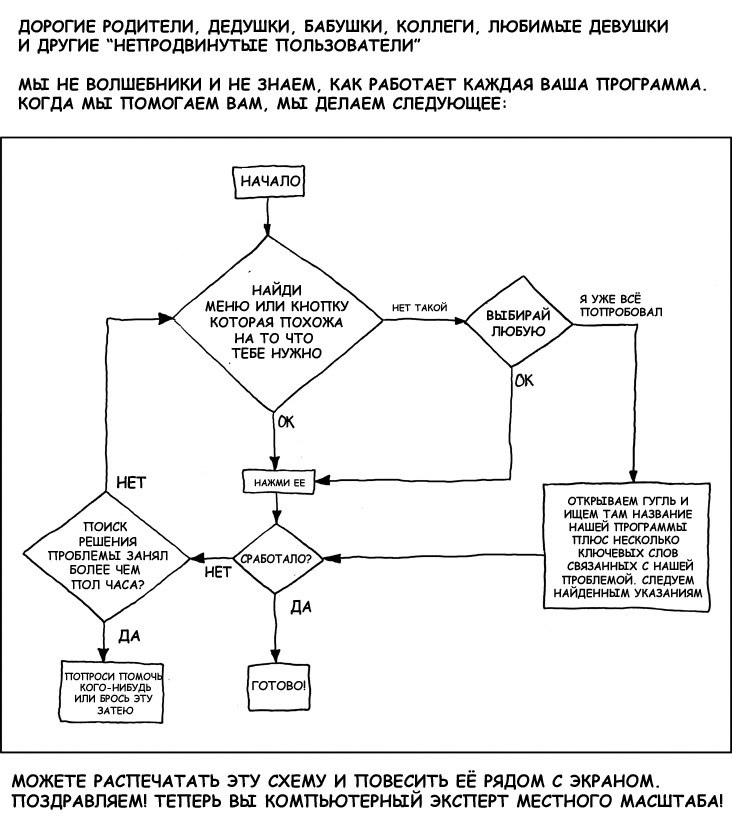 ДОРОГИЕ РОДИТЕЛИ, ДЕДУШКИ, БАБУШКИ, КОЛЛЕГИ, ЛЮБИМЫЕ ДЕВУШКИ
И ДРУГИЕ "НЕПРОДВИНУТЫЕ ПОЛЬЗОВАТЕЛИ"
МЫ НЕ ВОЛШЕБНИКИ И НЕ ЗНАЕМ, КАК РАБОТАЕТ КАЖДАЯ ВАША ПРОГРАММА.
КОГДА МЫ ПОМОГАЕМ ВАМ, МЫ ДЕЛАЕМ СЛЕДУЮЩЕЕ:
НАЧАЛО
НАЙДИ
МЕНЮ ИЛИ КНОПКУ
КОТОРАЯ ПОХОЖА
НА ТО ЧТО
ТЕБЕ НУЖНО
НЕТ ТАКОЙ
ВЫБИРАЙ
ЛЮБУЮ
Я УЖЕ ВСЁ
ПОПРОБОВАЛ
ОК
ОК
НАЖМИ ЕЕ
ОТКРЫВАЕМ ГУГЛЬ И
ИЩЕМ ТАМ НАЗВАНИЕ
НАШЕЙ ПРОГРАММЫ
ПЛЮС НЕСКОЛЬКО
КЛЮЧЕВЫХ СЛОВ
СВЯЗАННЫХ С НАШЕЙ
ПРОБЛЕМОЙ. СЛЕДУЕМ
НАЙДЕННЫМ УКАЗАНИЯМ
СРАБОТАЛО?
НЕТ
ДА
ГОТОВО!
ПОИСК
РЕШЕНИЯ
ПРОБЛЕМЫ ЗАНЯЛ
БОЛЕЕ ЧЕМ
ПОЛ ЧАСА?
НЕТ
ДА
ПОПРОСИ ПОМОЧЬ
КОГО-НИБУДЬ
ИЛИ БРОСЬ ЭТУ
ЗАТЕЮ
МОЖЕТЕ РАСПЕЧАТАТЬ ЭТУ СХЕМУ И ПОВЕСИТЬ ЕЁ РЯДОМ С ЭКРАНОМ.
ПОЗДРАВЛЯЕМ! ТЕПЕРЬ ВЫ КОМПЬЮТЕРНЫЙ ЭКСПЕРТ МЕСТНОГО МАСШТАБА!